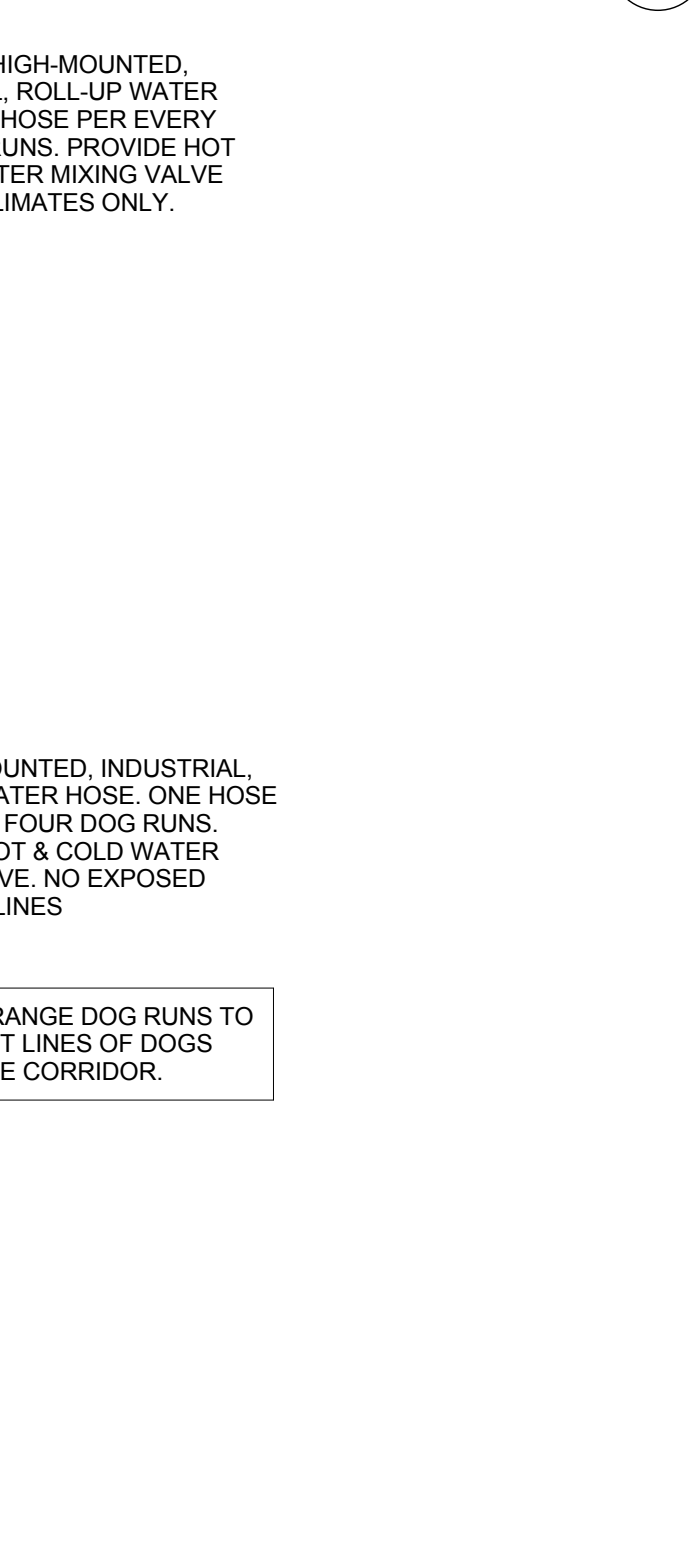 HIGH-MOUNTED,
, ROLL-UP WATER
HOSE PER EVERY
RUNS. PROVIDE HOT
TER MIXING VALVE
LIMATES ONLY.
OUNTED, INDUSTRIAL,
ATER HOSE. ONE HOSE
FOUR DOG RUNS.
OT & COLD WATER
VE. NO EXPOSED
LINES
RANGE DOG RUNS TO
T LINES OF DOGS
E CORRIDOR.